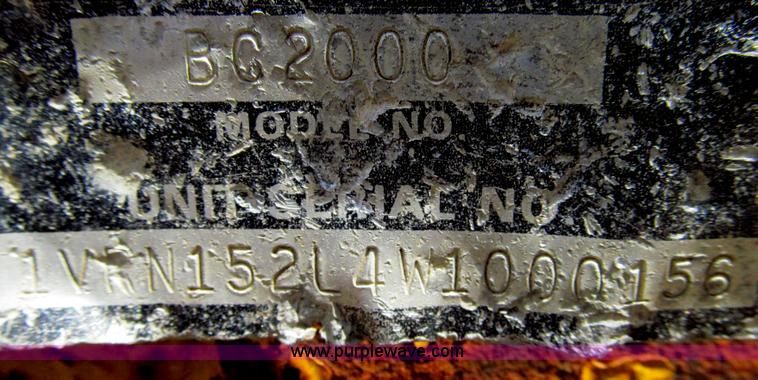 BC2000
MODEL NO.
UNIT SERIAL NO.
1VRN152L4W1000156
www.purplewave.com